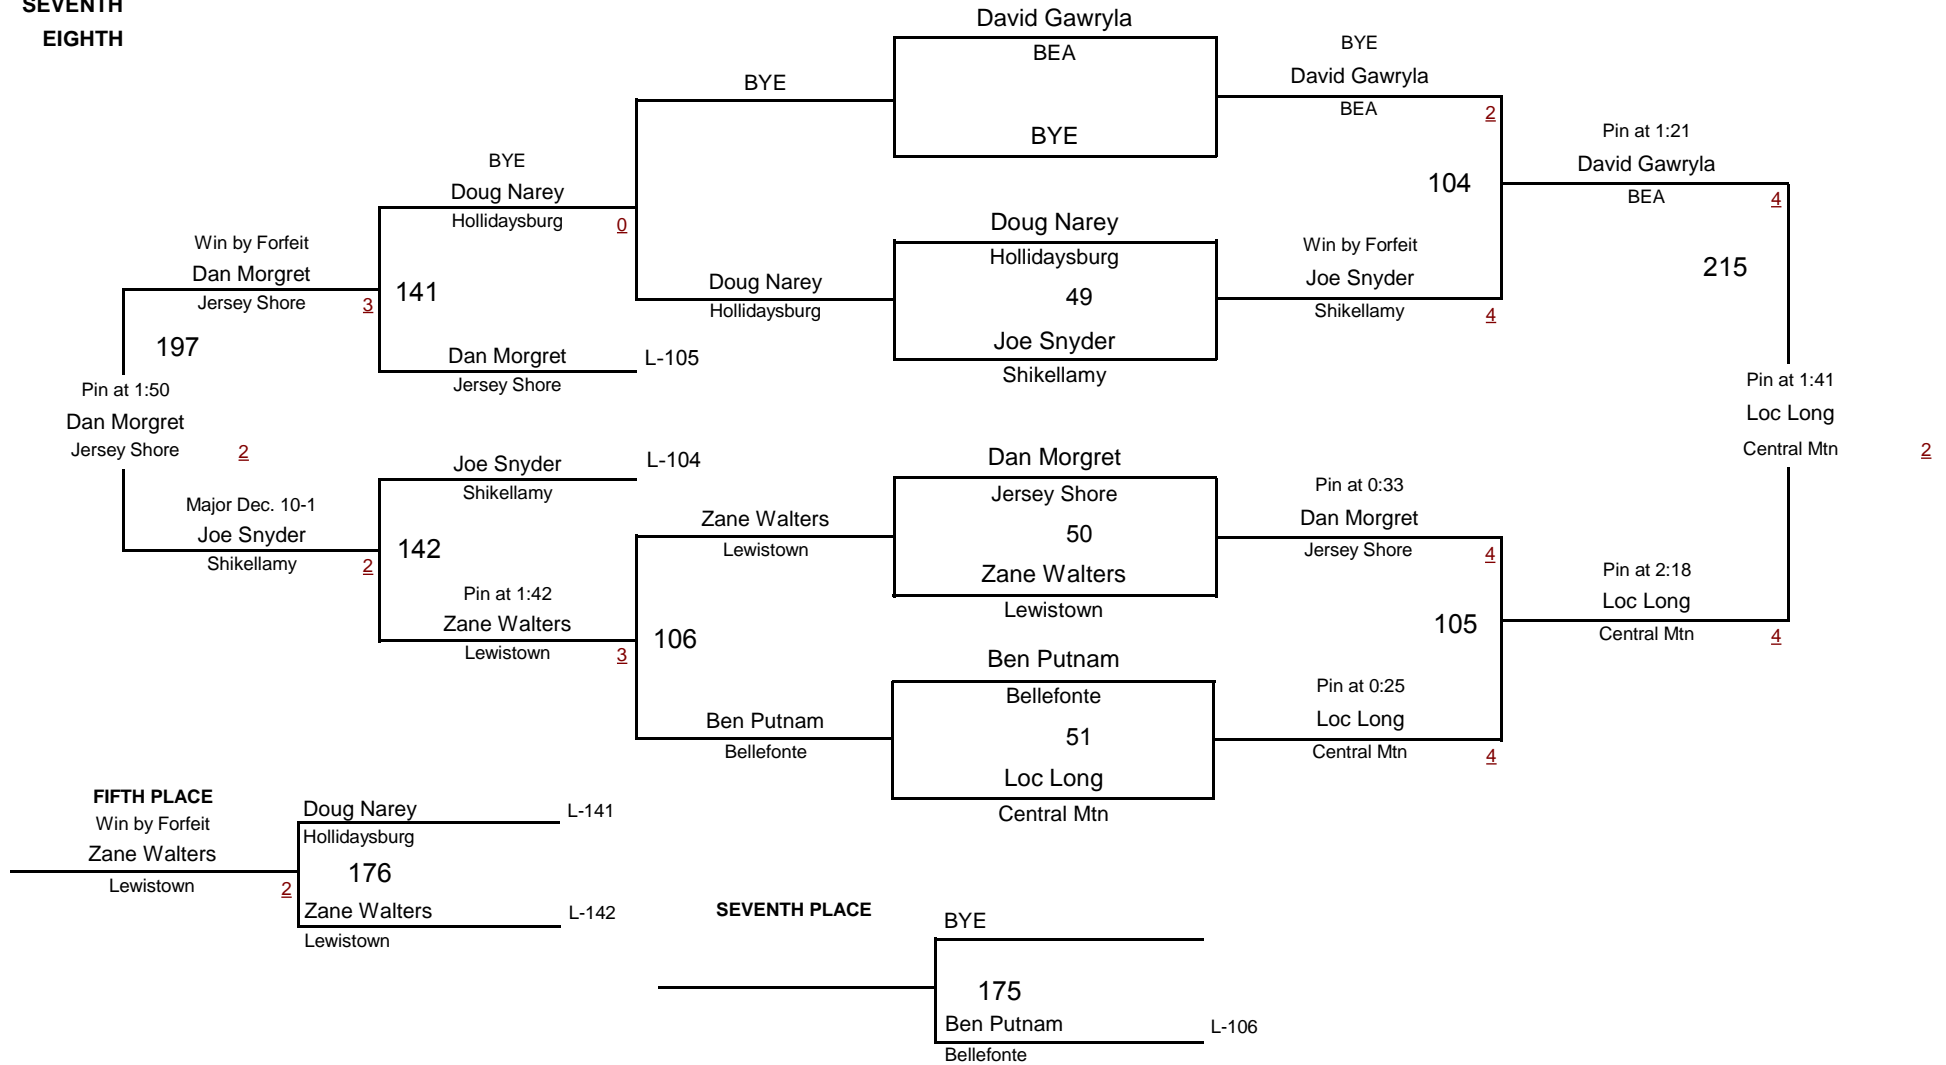 SEVENTH
EIGHTH
David Gawryla
BEA
BYE
BYE
BYE
David Gawryla
BEA
2
Pin at 1:21
David Gawryla
BEA
4
104
215
BYE
Doug Narey
Hollidaysburg
0
Win by Forfeit
Dan Morgret
Jersey Shore
3
141
197
Doug Narey
Hollidaysburg
Doug Narey
Hollidaysburg
49
Joe Snyder
Shikellamy
Win by Forfeit
Joe Snyder
Shikellamy
4
Dan Morgret
Jersey Shore
L-105
Pin at 1:50
Dan Morgret
Jersey Shore
2
Pin at 1:41
Loc Long
Central Mtn
2
Joe Snyder
Shikellamy
L-104
Major Dec. 10-1
Joe Snyder
Shikellamy
2
142
Zane Walters
Lewistown
Dan Morgret
Jersey Shore
50
Zane Walters
Lewistown
Pin at 0:33
Dan Morgret
Jersey Shore
4
Pin at 1:42
Zane Walters
Lewistown
3
106
105
Pin at 2:18
Loc Long
Central Mtn
4
Ben Putnam
Bellefonte
Ben Putnam
Bellefonte
51
Loc Long
Central Mtn
Pin at 0:25
Loc Long
Central Mtn
4
FIFTH PLACE
Win by Forfeit
Zane Walters
Lewistown
2
Doug Narey
Hollidaysburg
L-141
176
Zane Walters
Lewistown
L-142
SEVENTH PLACE
BYE
175
Ben Putnam
Bellefonte
L-106